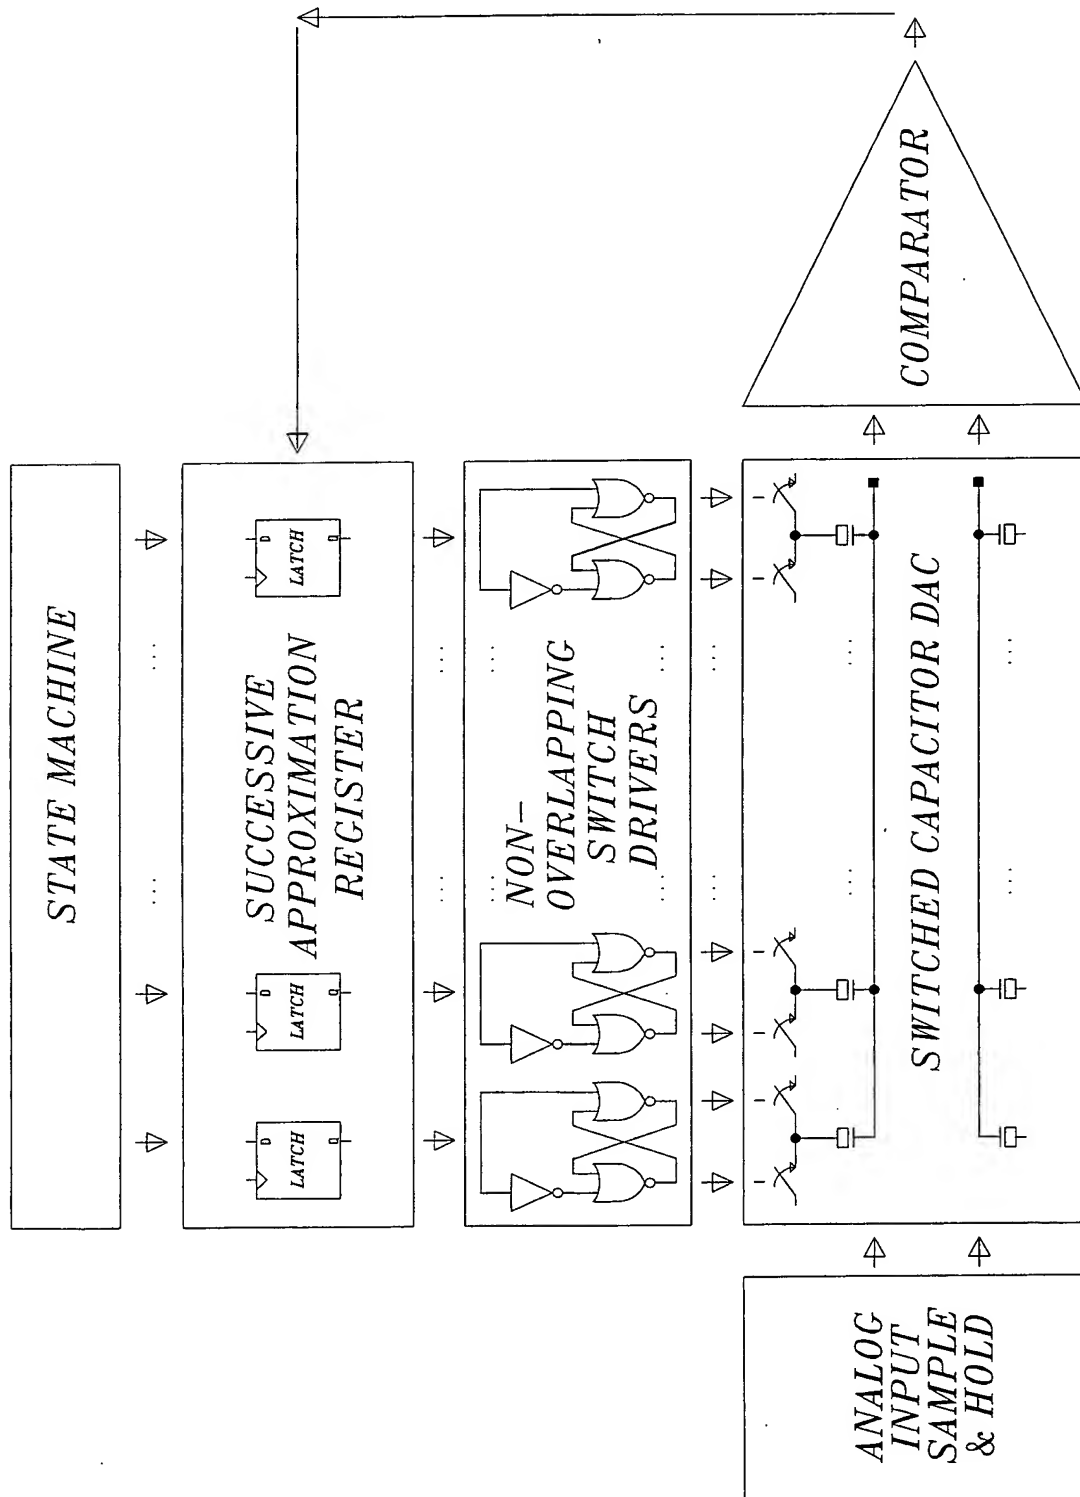 STATE MACHINE
SUCCESSIVE
APPROXIMATION
REGISTER
D
Q
LATCH
D
Q
LATCH
D
Q
LATCH
NON-
OVERLAPPING
SWITCH
DRIVERS
SWITCHED CAPACITOR DAC
COMPARATOR
ANALOG
INPUT
SAMPLE
& HOLD